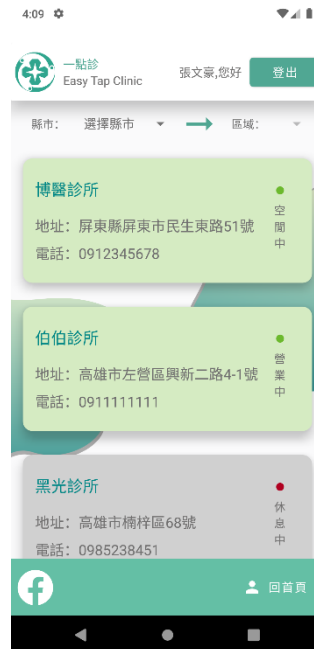 4:09
一點診
Easy Tap Clinic
張文豪,您好
登出
縣市:
選擇縣市
區域:
博醫診所
地址：屏東縣屏東市民生東路51號
電話：0912345678
空閒中
伯伯診所
地址：高雄市左營區興新二路4-1號
電話：0911111111
營業中
黑光診所
地址：高雄市楠梓區68號
電話：0985238451
休息中
回首頁